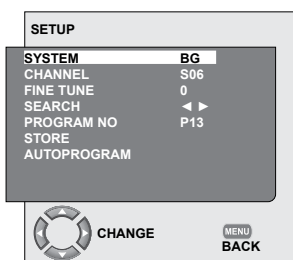 SETUP
SYSTEM BG
CHANNEL S06
FINE TUNE 0
SEARCH ◄ ►
PROGRAM NO P13
STORE
AUTOPROGRAM
CHANGE
MENU
BACK